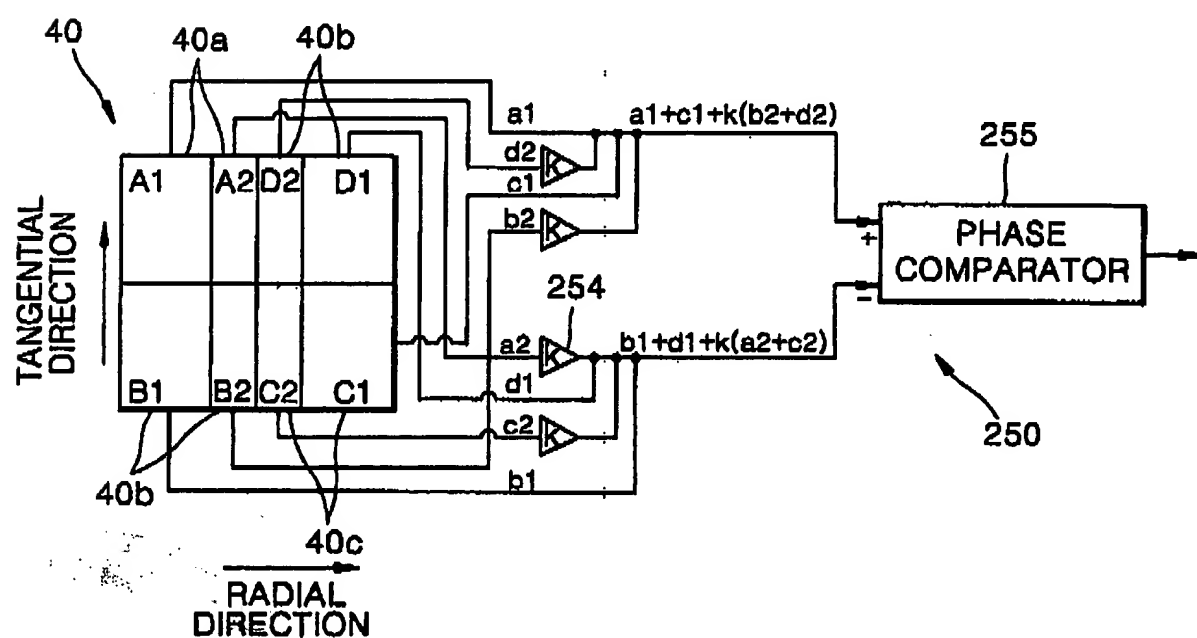 40
40a
40b
a1
a1+c1+k(b2+d2)
d2
K
c1
b2
K
255
A1
A2
D2
D1
+
PHASE
COMPARATOR
-
TANGENTIAL
DIRECTION
254
a2
K
b1+d1+k(a2+c2)
d1
B1
B2
C2
C1
c2
K
250
b1
40b
40c
RADIAL
DIRECTION